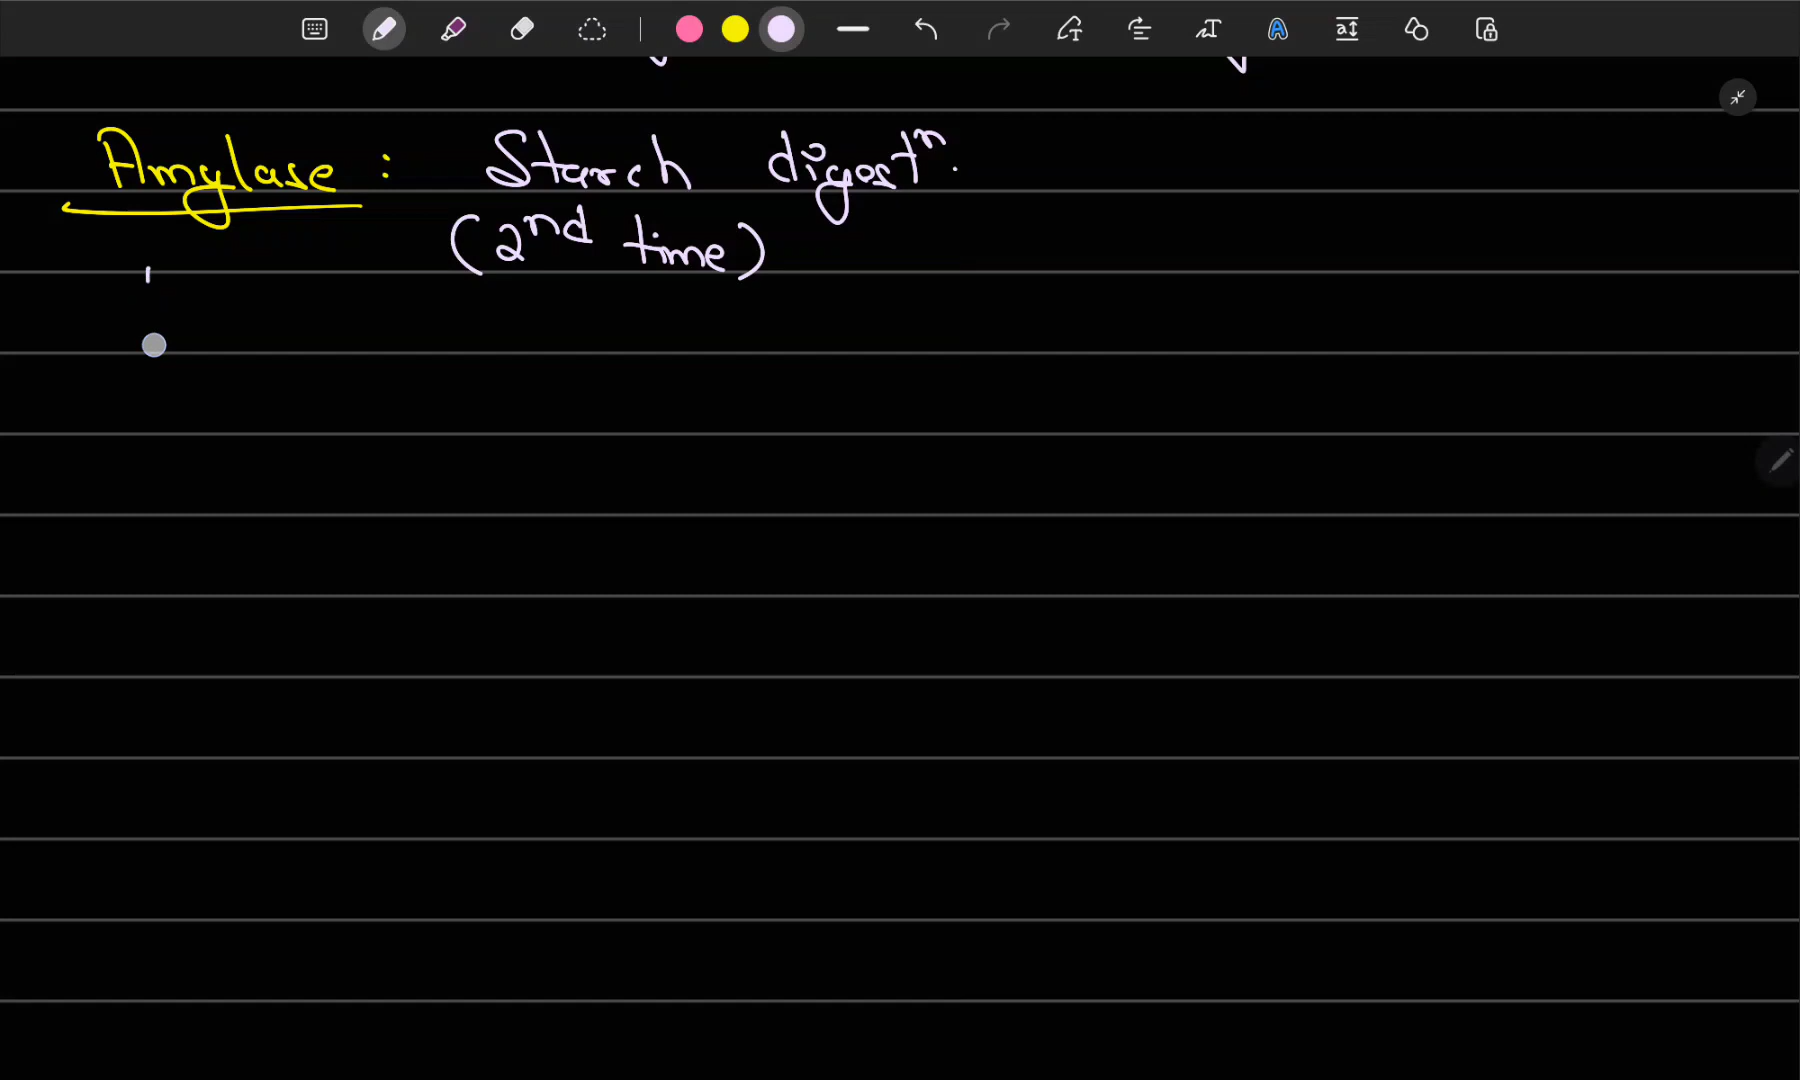 Amylase : Starch digestⁿ.
(2ⁿᵈ time)